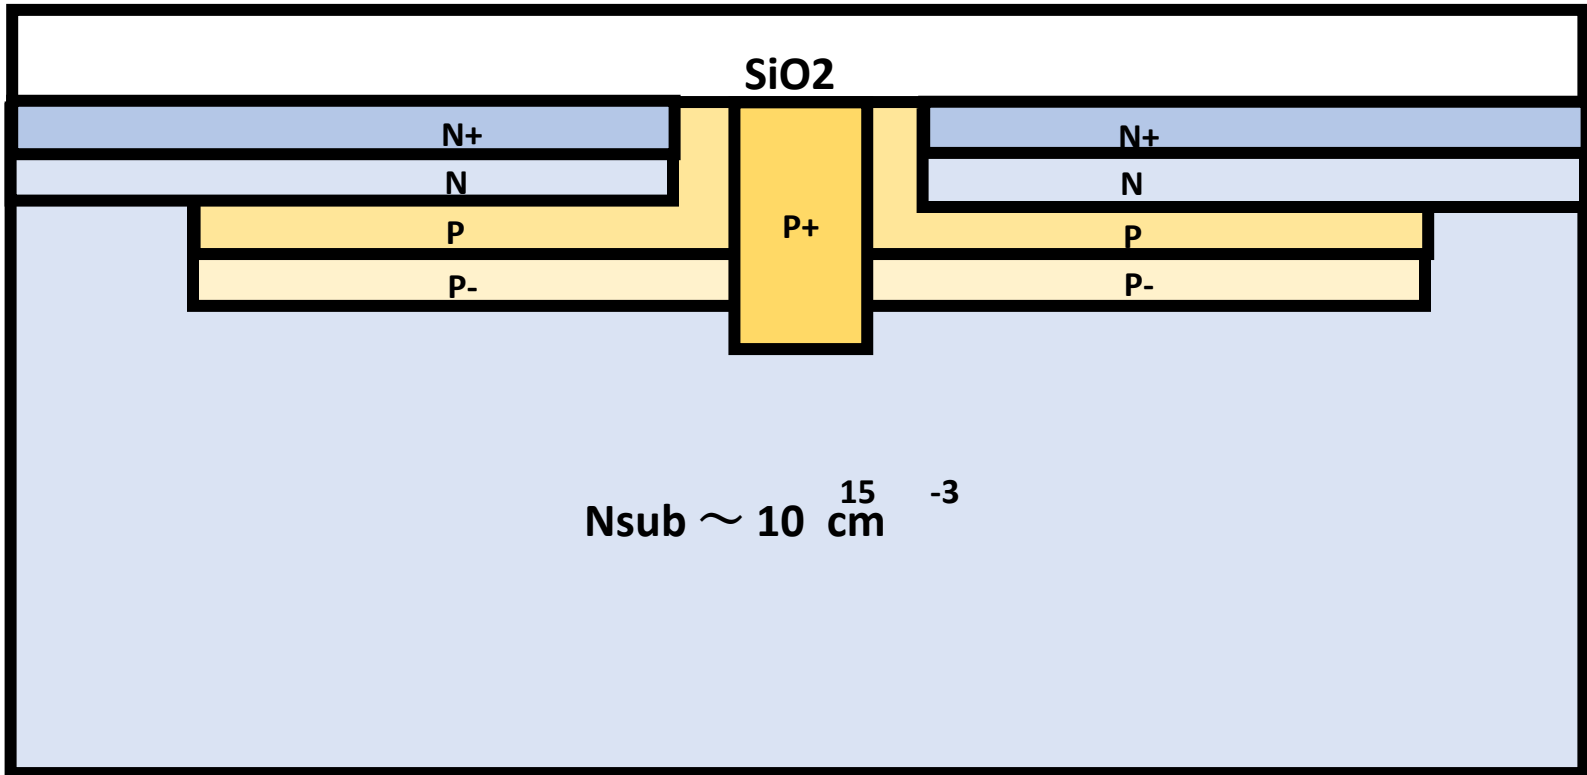 SiO2
N+ N+
N N
P+
P P
P- P-
15 -3
Nsub ～ 10 cm